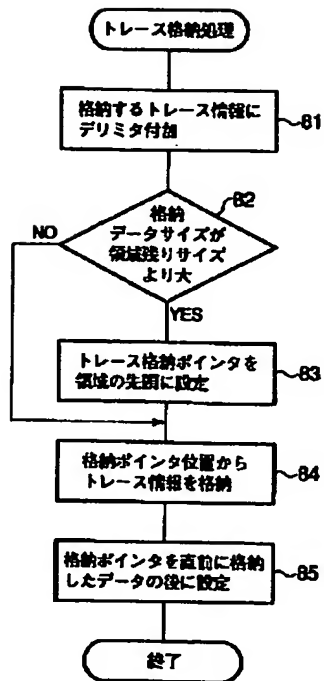 トレース格納処理
格納するトレース情報に
デリミタ付加
81
82
格納
データサイズが
領域残りサイズ
より大
NO
YES
トレース格納ポインタを
領域の先頭に設定
83
格納ポインタ位置から
トレース情報を格納
84
格納ポインタを直前に格納
したデータの後に設定
85
終了